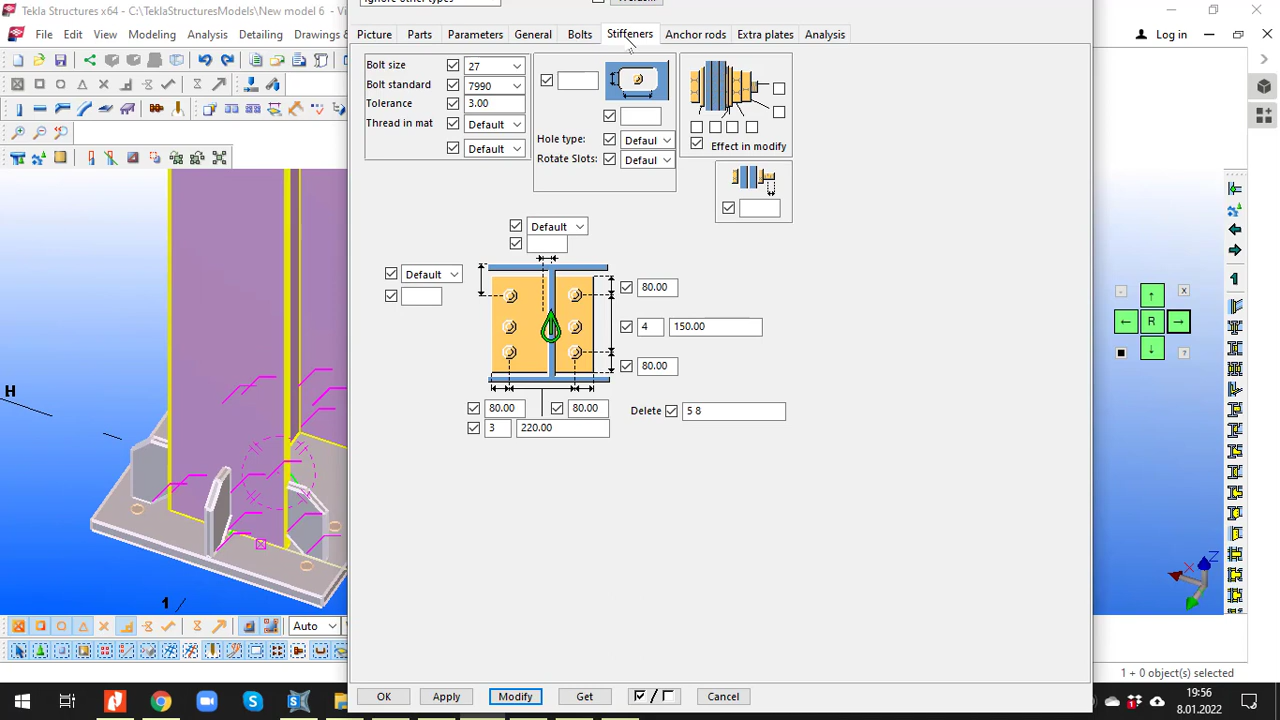 Tekla Structures x64 - C:\TeklaStructuresModels\New model 6
Ignore other types
File Edit View Modeling Analysis Detailing Drawings &
Log in
Picture Parts Parameters General Bolts Stiffeners Anchor rods Extra plates Analysis
Bolt size 27
Bolt standard 7990
Tolerance 3.00
Thread in mat Default
Default
Hole type: Defaul
Rotate Slots: Defaul
Effect in modify
Default
Default
80.00
4 150.00
80.00
80.00 80.00
3 220.00
Delete 5 8
H
1
R
x
?
Z
X
Auto
1 + 0 object(s) selected
OK Apply Modify Get / Cancel
19:56
8.01.2022